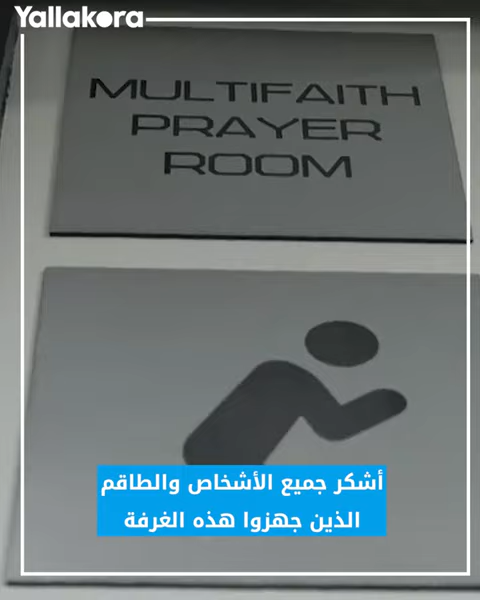 Yallakora
MULTIFAITH
PRAYER
ROOM
أشكر جميع الأشخاص والطاقم
الذين جهزوا هذه الغرفة